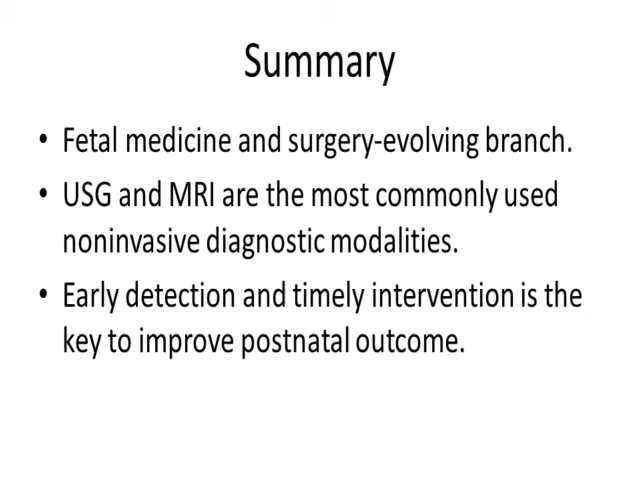 Summary
• Fetal medicine and surgery-evolving branch.
• USG and MRI are the most commonly used
noninvasive diagnostic modalities.
• Early detection and timely intervention is the
key to improve postnatal outcome.